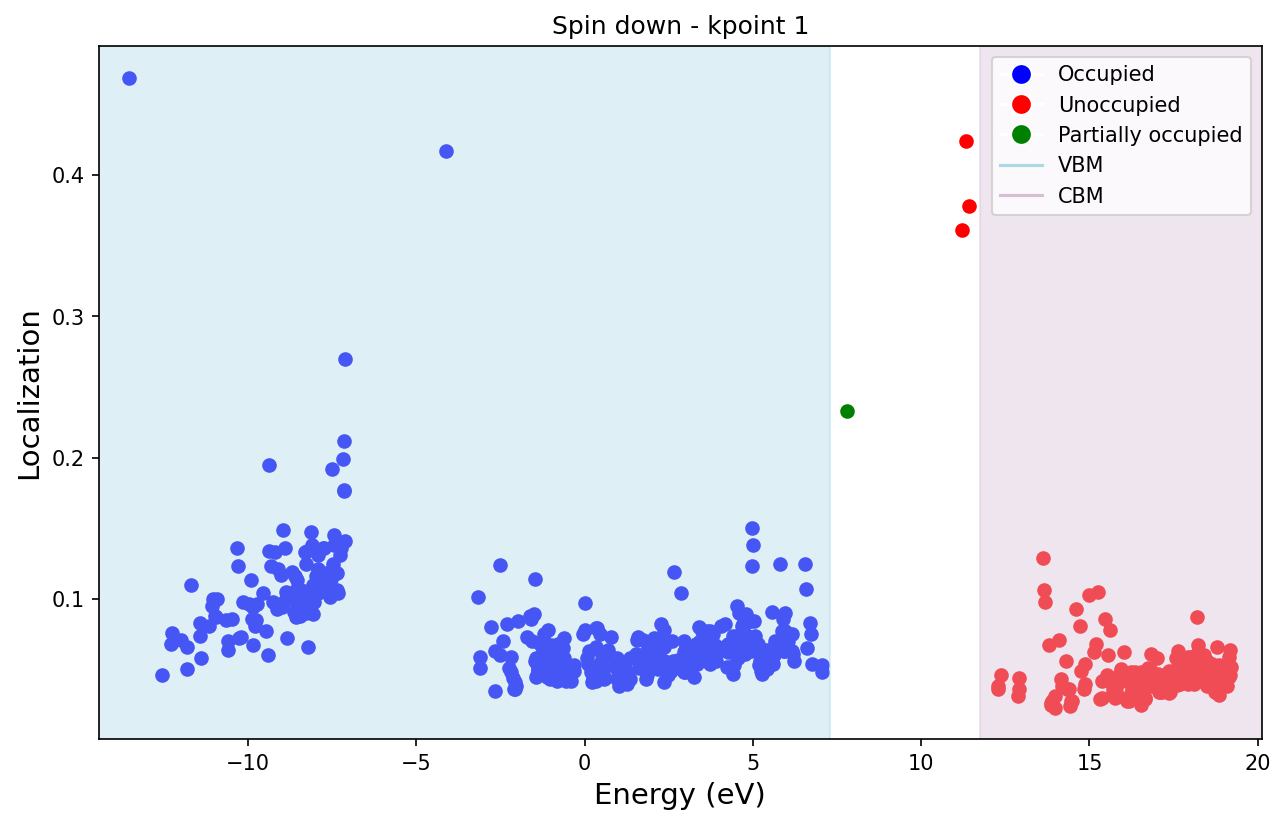 Spin down - kpoint 1
Localization
0.4
0.3
0.2
0.1
Occupied
Unoccupied
Partially occupied
VBM
CBM
−10
−5
0
5
10
15
20
Energy (eV)